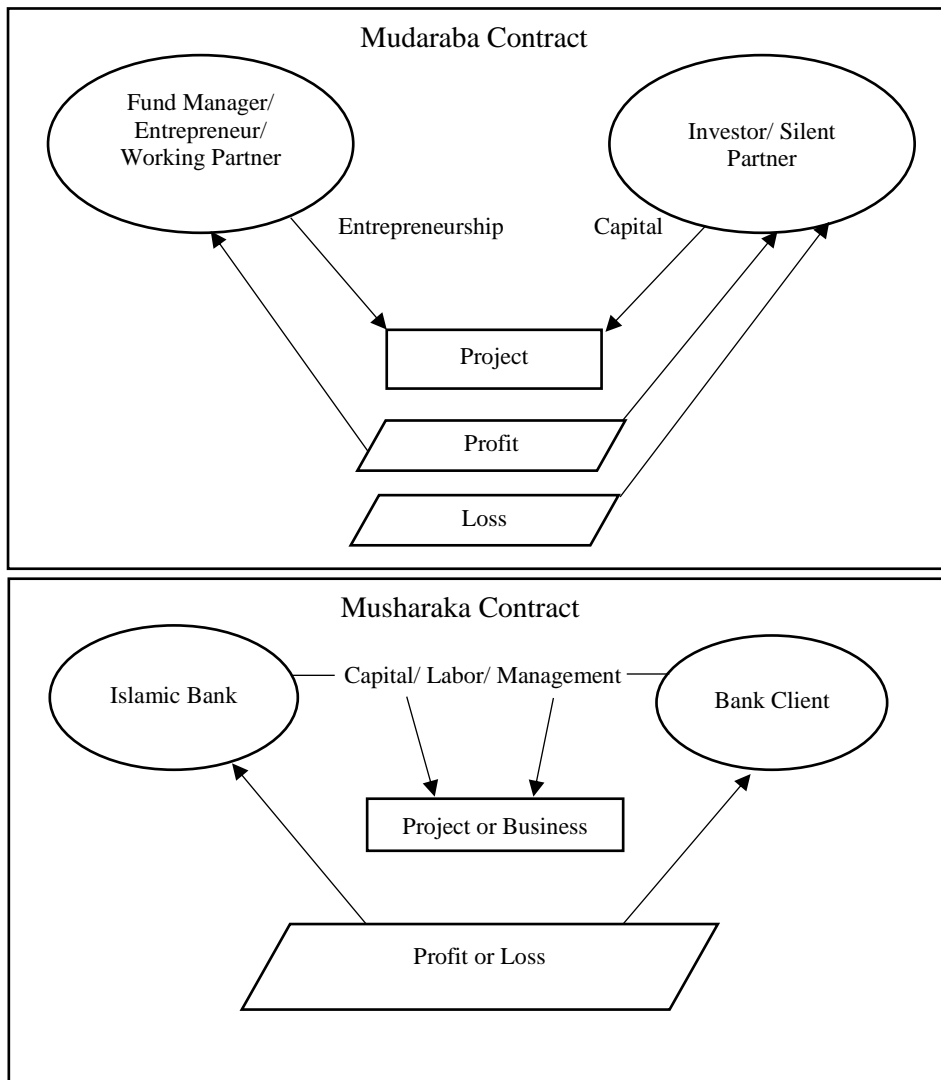 Mudaraba Contract
Fund Manager/
Entrepreneur/
Working Partner
Investor/ Silent
Partner
Entrepreneurship
Capital
Project
Profit
Loss
Musharaka Contract
Islamic Bank
Capital/ Labor/ Management
Bank Client
Project or Business
Profit or Loss